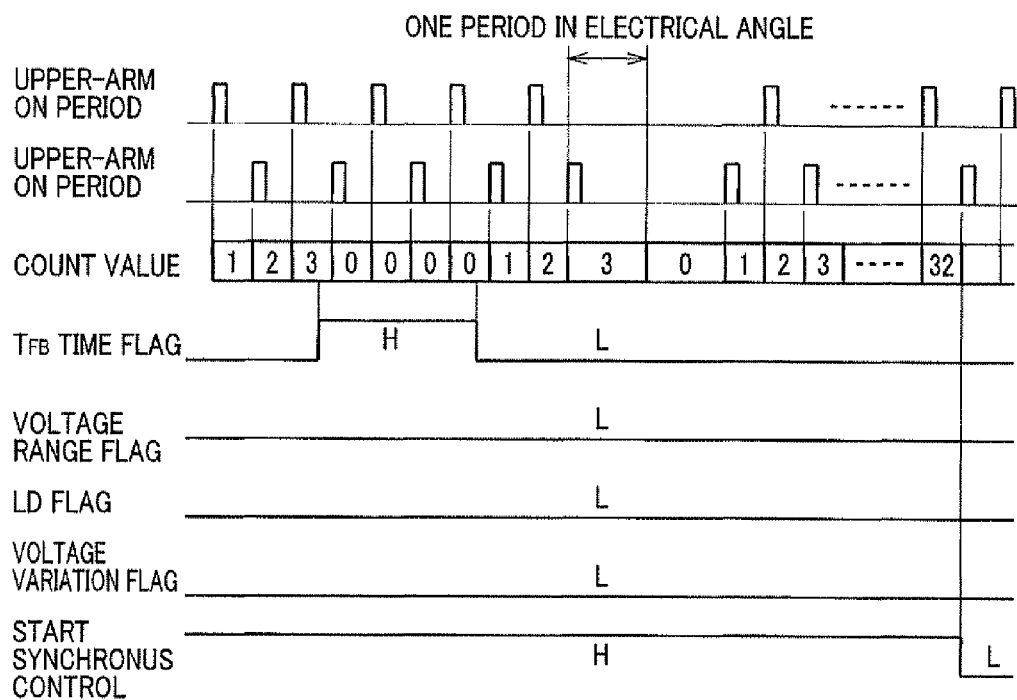 ONE PERIOD IN ELECTRICAL ANGLE
UPPER-ARM
ON PERIOD
UPPER-ARM
ON PERIOD
COUNT VALUE 1 2 3 0 0 0 0 1 2 3 0 1 2 3 ---- 32
TFB TIME FLAG H L
VOLTAGE
RANGE FLAG L
LD FLAG L
VOLTAGE
VARIATION FLAG L
START
SYNCHRONUS
CONTROL H L